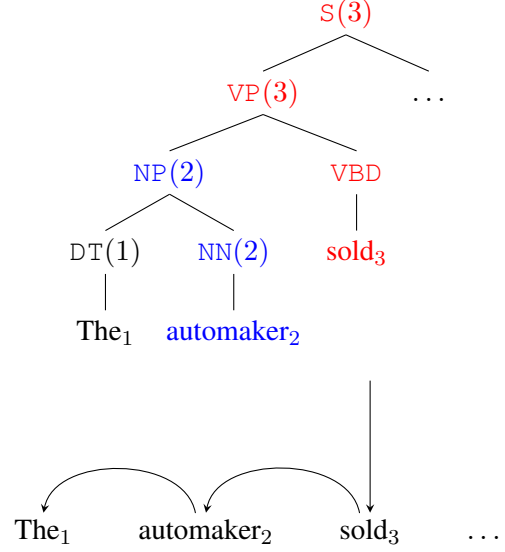 S(3)
VP(3) ...
NP(2) VBD
DT(1) NN(2) sold₃
The₁ automaker₂
The₁ automaker₂ sold₃ ...